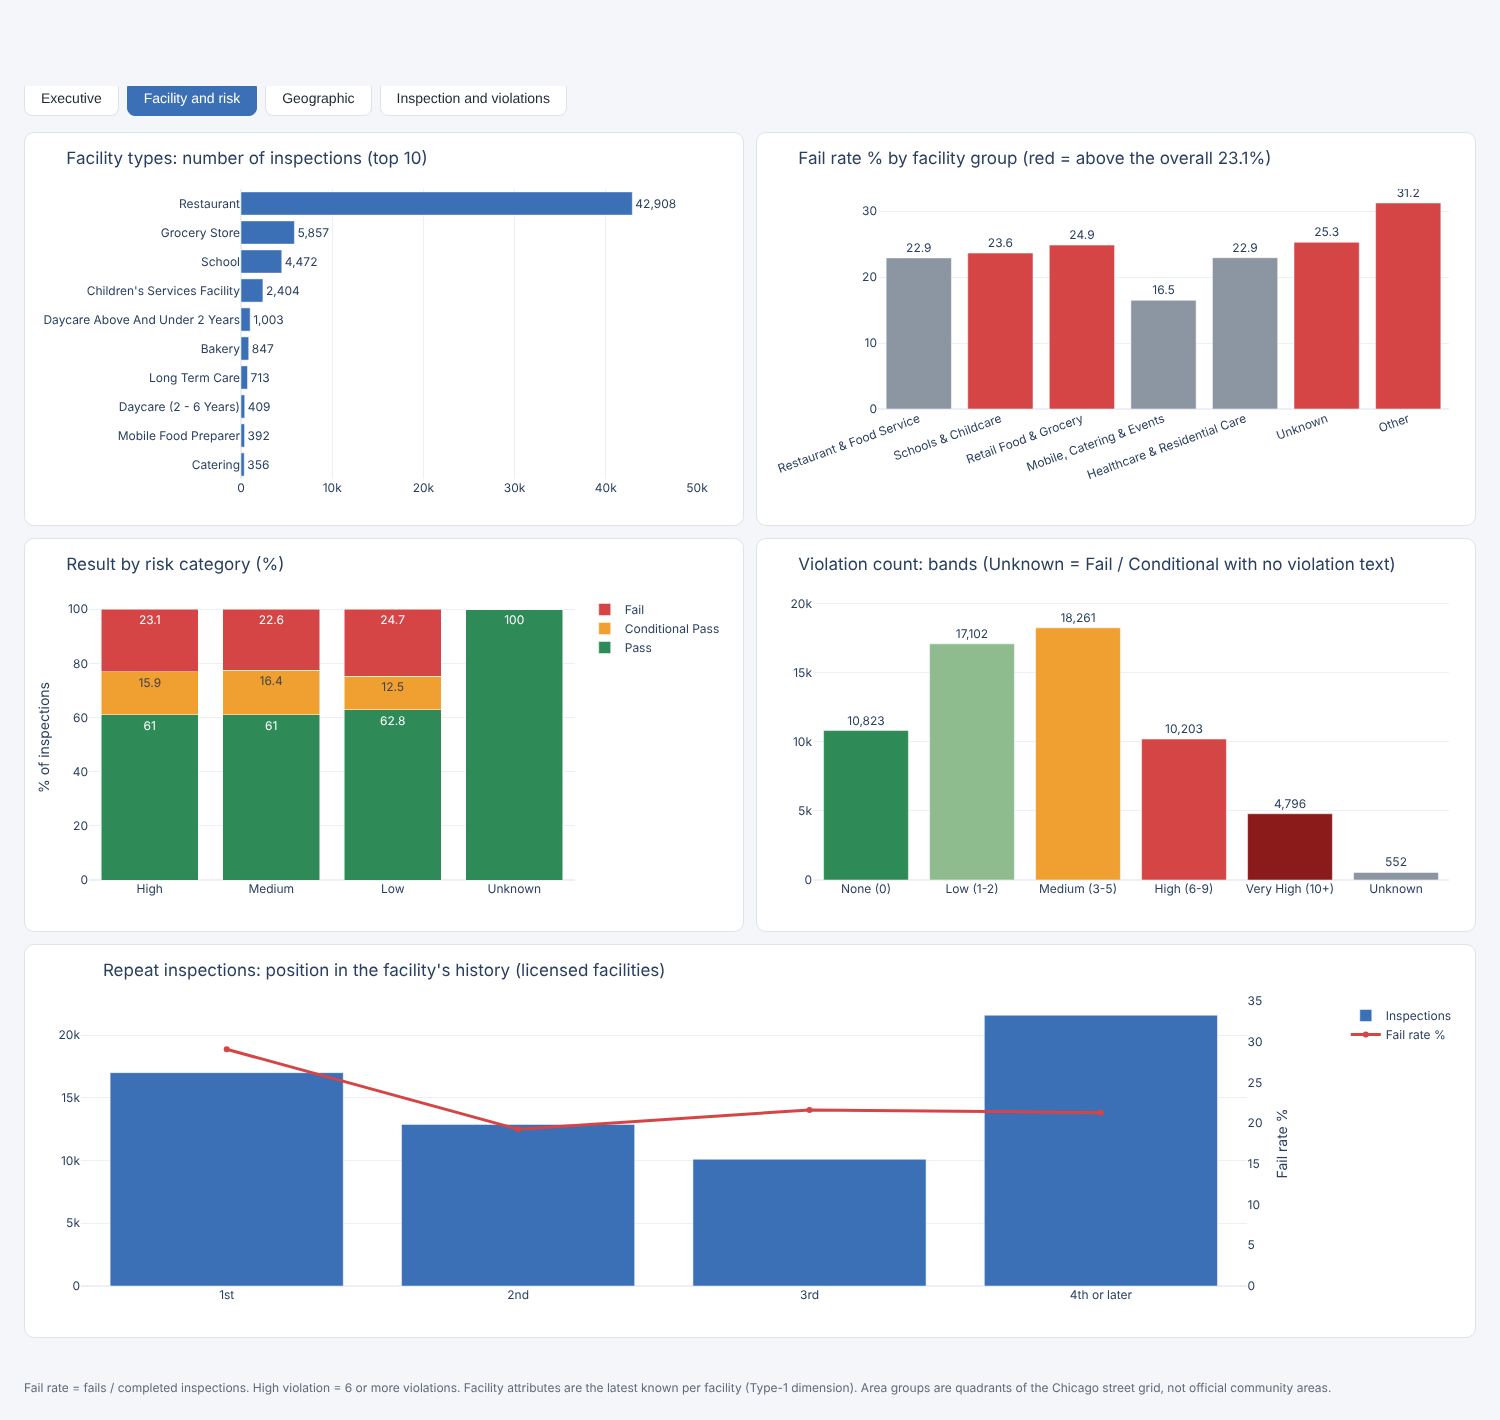 Executive
Facility and risk
Geographic
Inspection and violations
Facility types: number of inspections (top 10)
Restaurant 42,908
Grocery Store 5,857
School 4,472
Children's Services Facility 2,404
Daycare Above And Under 2 Years 1,003
Bakery 847
Long Term Care 713
Daycare (2 - 6 Years) 409
Mobile Food Preparer 392
Catering 356
0 10k 20k 30k 40k 50k
Fail rate % by facility group (red = above the overall 23.1%)
30
20
10
0
22.9
23.6
24.9
16.5
22.9
25.3
31.2
Restaurant & Food Service
Schools & Childcare
Retail Food & Grocery
Mobile, Catering & Events
Healthcare & Residential Care
Unknown
Other
Result by risk category (%)
% of inspections
100
80
60
40
20
0
23.1 22.6 24.7 100
15.9 16.4 12.5
61 61 62.8
High Medium Low Unknown
Fail
Conditional Pass
Pass
Violation count: bands (Unknown = Fail / Conditional with no violation text)
20k
15k
10k
5k
0
10,823
17,102
18,261
10,203
4,796
552
None (0)
Low (1-2)
Medium (3-5)
High (6-9)
Very High (10+)
Unknown
Repeat inspections: position in the facility's history (licensed facilities)
20k
15k
10k
5k
0
1st 2nd 3rd 4th or later
35
30
25
20
15
10
5
0
Fail rate %
Inspections
Fail rate %
Fail rate = fails / completed inspections. High violation = 6 or more violations. Facility attributes are the latest known per facility (Type-1 dimension). Area groups are quadrants of the Chicago street grid, not official community areas.